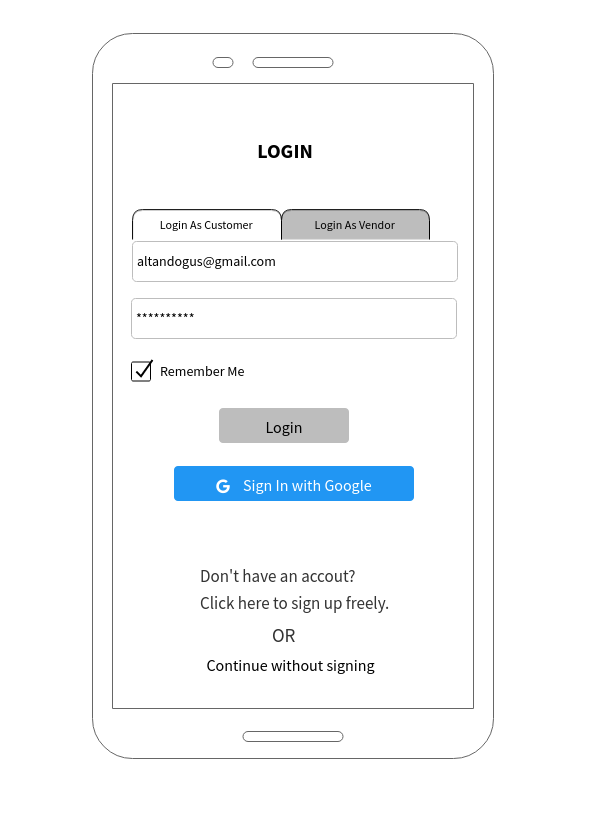 LOGIN
Login As Customer Login As Vendor
altandogus@gmail.com
**********
Remember Me
Login
G Sign In with Google
Don't have an accout?
Click here to sign up freely.
OR
Continue without signing